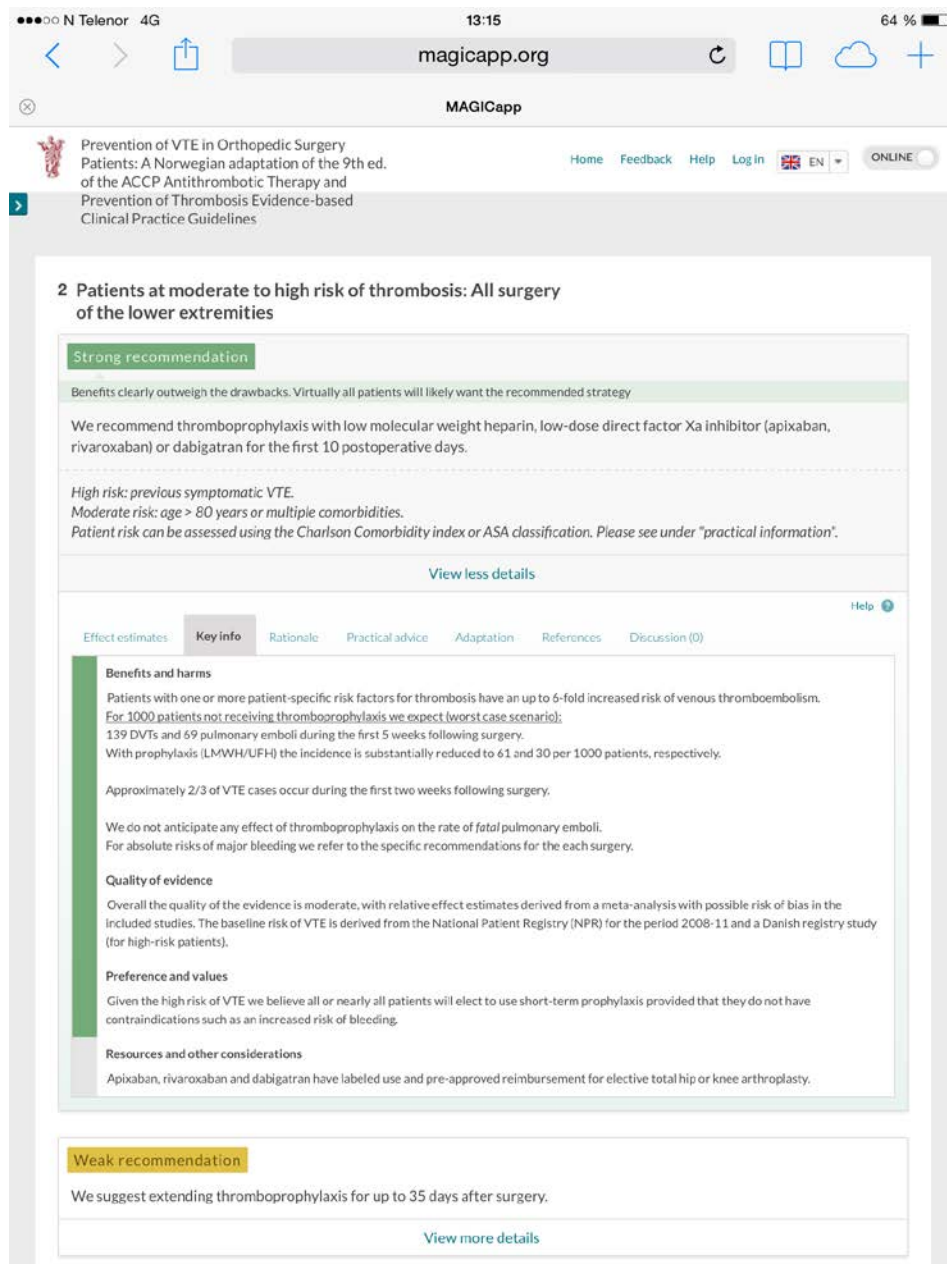 N Telenor 4G 13:15 64 %
magicapp.org
MAGICapp
Prevention of VTE in Orthopedic Surgery
Patients: A Norwegian adaptation of the 9th ed.
of the ACCP Antithrombotic Therapy and
Prevention of Thrombosis Evidence-based
Clinical Practice Guidelines
Home Feedback Help Log in EN ONLINE
2 Patients at moderate to high risk of thrombosis: All surgery
of the lower extremities
Strong recommendation
Benefits clearly outweigh the drawbacks. Virtually all patients will likely want the recommended strategy
We recommend thromboprophylaxis with low molecular weight heparin, low-dose direct factor Xa inhibitor (apixaban,
rivaroxaban) or dabigatran for the first 10 postoperative days.
High risk: previous symptomatic VTE.
Moderate risk: age > 80 years or multiple comorbidities.
Patient risk can be assessed using the Charlson Comorbidity index or ASA classification. Please see under "practical information".
View less details
Help ?
Effect estimates Key info Rationale Practical advice Adaptation References Discussion (0)
Benefits and harms
Patients with one or more patient-specific risk factors for thrombosis have an up to 6-fold increased risk of venous thromboembolism.
For 1000 patients not receiving thromboprophylaxis we expect (worst case scenario):
139 DVTs and 69 pulmonary emboli during the first 5 weeks following surgery.
With prophylaxis (LMWH/UFH) the incidence is substantially reduced to 61 and 30 per 1000 patients, respectively.
Approximately 2/3 of VTE cases occur during the first two weeks following surgery.
We do not anticipate any effect of thromboprophylaxis on the rate of fatal pulmonary emboli.
For absolute risks of major bleeding we refer to the specific recommendations for the each surgery.
Quality of evidence
Overall the quality of the evidence is moderate, with relative effect estimates derived from a meta-analysis with possible risk of bias in the
included studies. The baseline risk of VTE is derived from the National Patient Registry (NPR) for the period 2008-11 and a Danish registry study
(for high-risk patients).
Preference and values
Given the high risk of VTE we believe all or nearly all patients will elect to use short-term prophylaxis provided that they do not have
contraindications such as an increased risk of bleeding.
Resources and other considerations
Apixaban, rivaroxaban and dabigatran have labeled use and pre-approved reimbursement for elective total hip or knee arthroplasty.
Weak recommendation
We suggest extending thromboprophylaxis for up to 35 days after surgery.
View more details